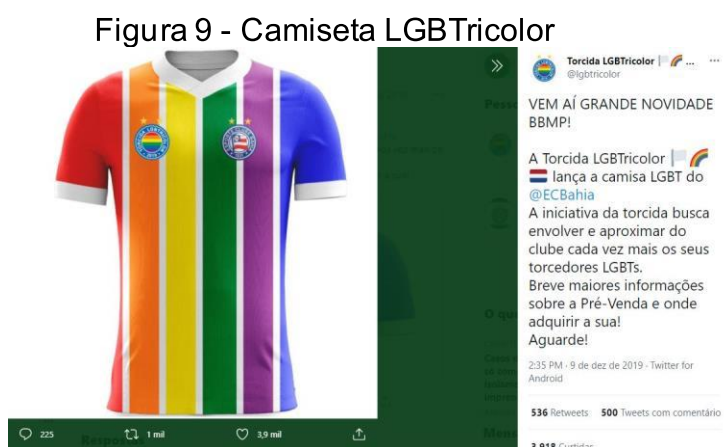 Figura 9 - Camiseta LGBTricolor
Torcida LGBTricolor ...
@lgbtricolor
VEM AÍ GRANDE NOVIDADE
BBMP!
A Torcida LGBTricolor
lança a camisa LGBT do
@ECBahia
A iniciativa da torcida busca
envolver e aproximar do
clube cada vez mais os seus
torcedores LGBTs.
Breve maiores informações
sobre a Pré-Venda e onde
adquirir a sua!
Aguarde!
2:35 PM · 9 de dez de 2019 · Twitter for
Android
536 Retweets 500 Tweets com comentário
3.918 Curtidas
225 1 mil 3,9 mil